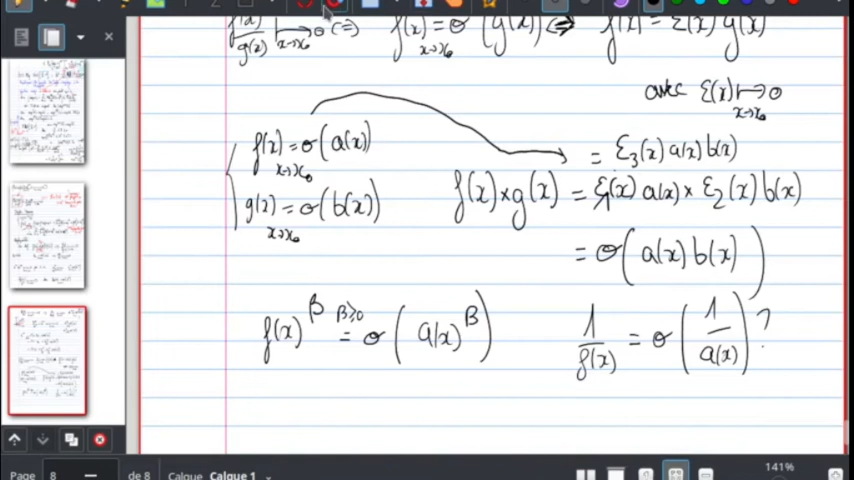 f(x)/g(x) ⟼ 0 (x→x₀) ⟺ f(x) = o(g(x)) (x→x₀) ⟺ f(x) = ε(x) g(x)
avec ε(x) ⟼ 0 (x→x₀)
f(x) = o(a(x)) (x→x₀)
= ε₃(x) a(x) b(x)
g(x) = o(b(x)) (x→x₀)
f(x) × g(x) = ε₁(x) a(x) × ε₂(x) b(x)
= o(a(x) b(x))
f(x)^β = o(a(x)^β) β≥0
1/f(x) = o(1/a(x)) ?
Page 8 de 8 Calque Calque 1 141%